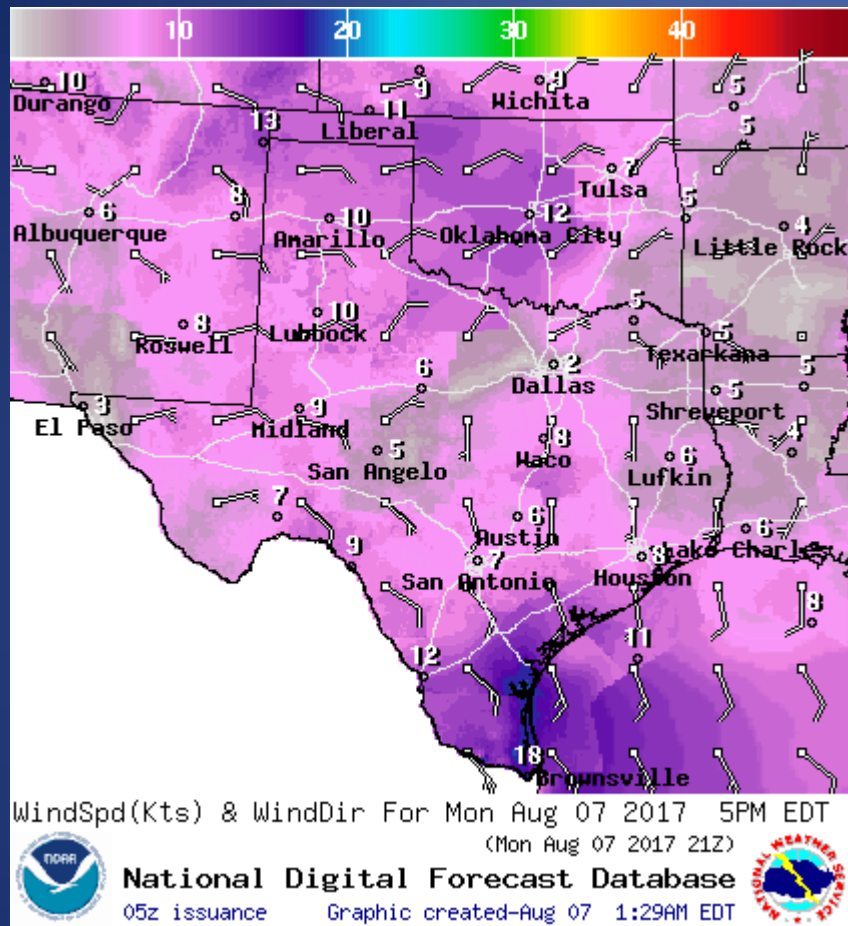 10 20 30 40
10 9 9 5
Durango Wichita
11
Liberal
13 5
7
Tulsa
8
6 10 12 5 4
Albuquerque Amarillo Oklahoma City Little Rock
10 5
8 Lubbock 5
Roswell Texarkana
6 2 5
Dallas 5
3 9 Shreveport
El Paso Midland 8 4
5 Waco 6
San Angelo Lufkin
7 6 6
Austin Lake Charles
9 7 8
San Antonio Houston
8
11
12
18
Brownsville
WindSpd(Kts) & WindDir For Mon Aug 07 2017 5PM EDT
(Mon Aug 07 2017 21Z)
NOAA
National Digital Forecast Database
05z issuance Graphic created-Aug 07 1:29AM EDT
NATIONAL WEATHER SERVICE